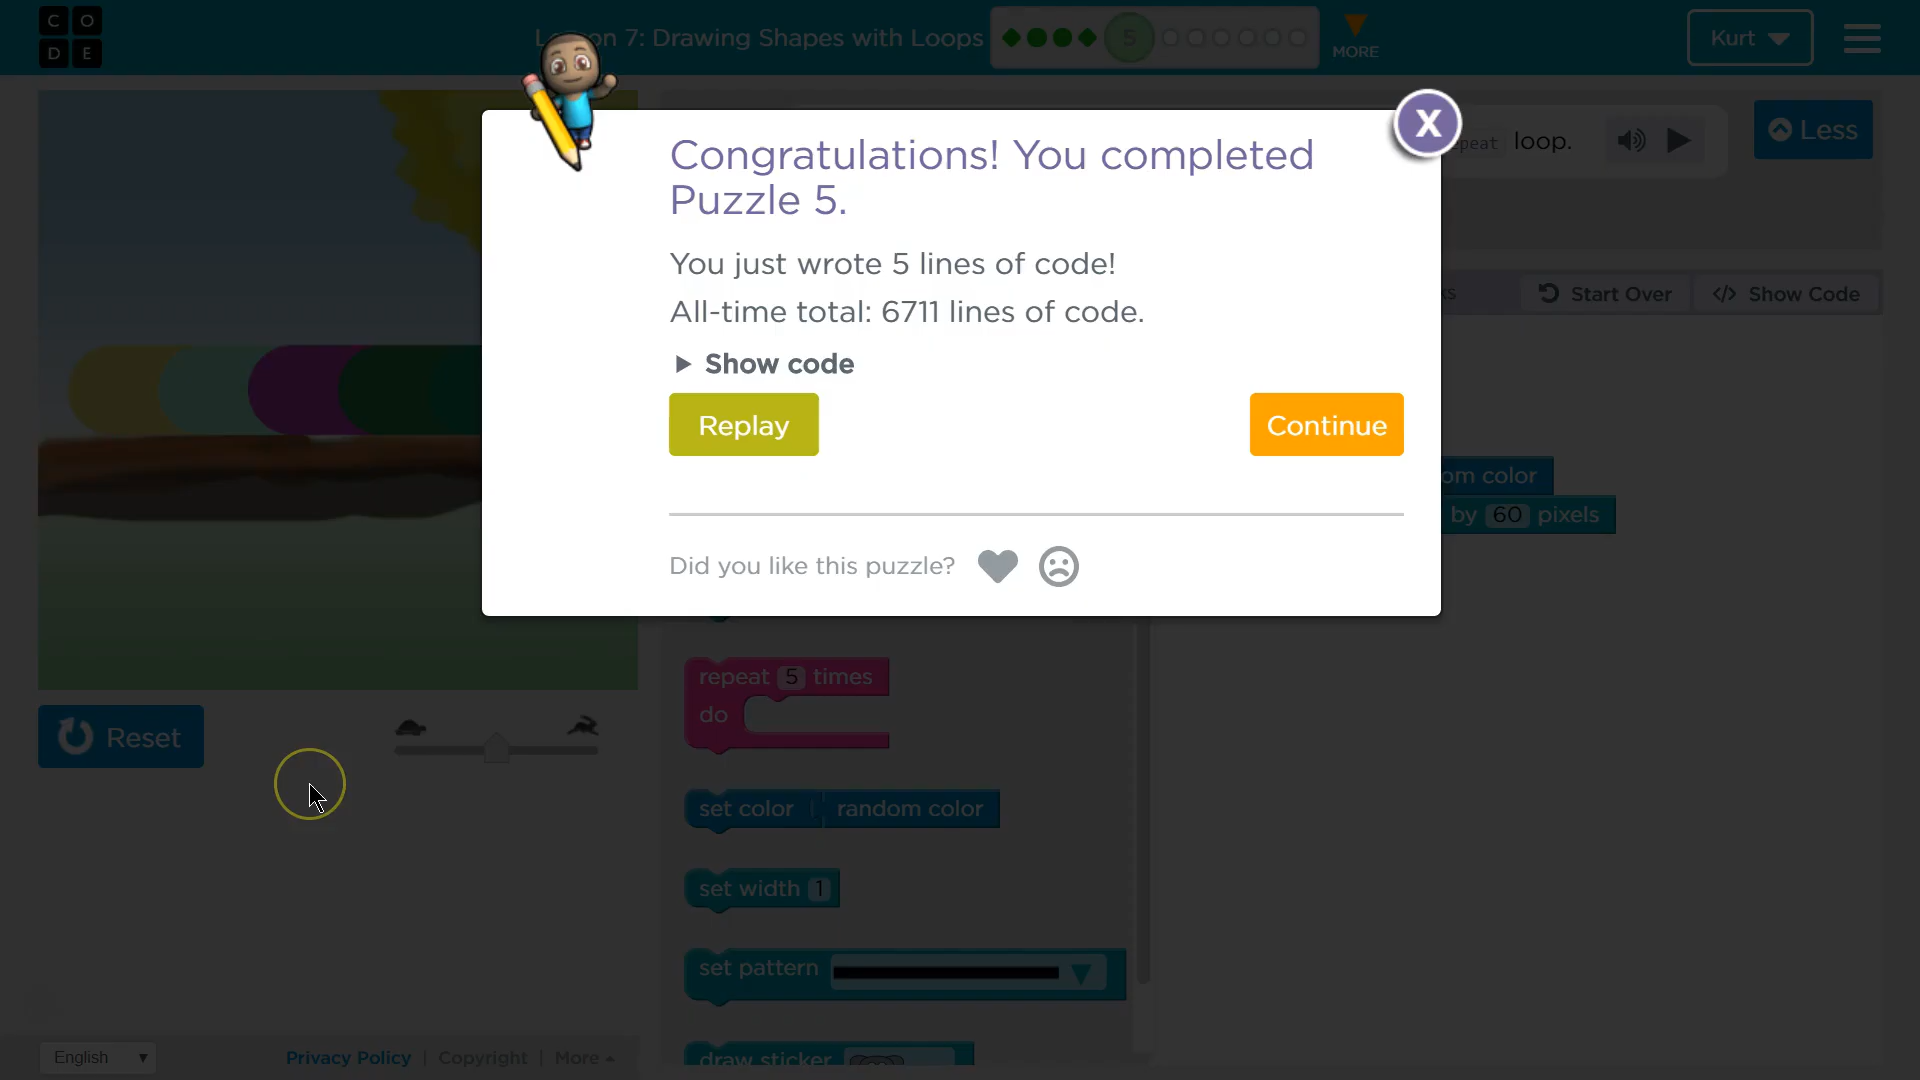 C O
D E
Lesson 7: Drawing Shapes with Loops
5
MORE
Kurt
X
Congratulations! You completed
Puzzle 5.
repeat loop.
Less
You just wrote 5 lines of code!
All-time total: 6711 lines of code.
Start Over
</> Show Code
Show code
Replay
Continue
by 60 pixels
Did you like this puzzle?
repeat 5 times
do
Reset
set color random color
set width 1
set pattern
draw sticker
English
Privacy Policy | Copyright | More